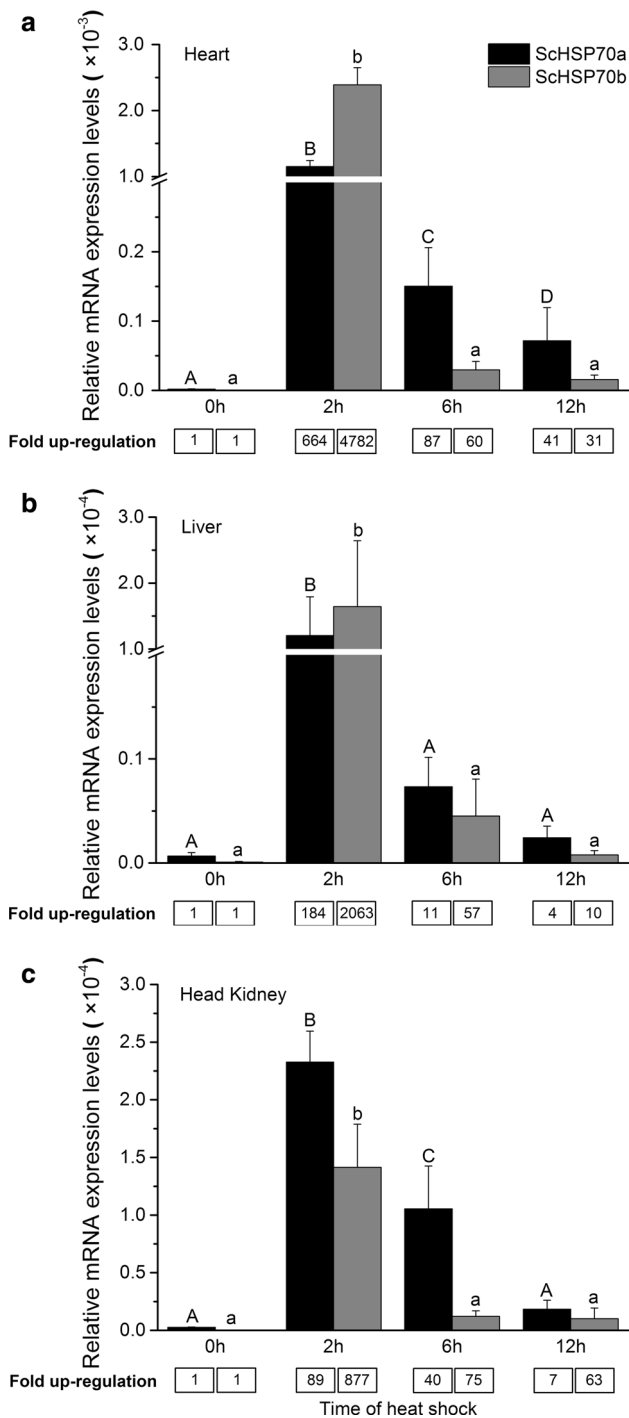 a
Relative mRNA expression levels ( ×10⁻³)
Heart
ScHSP70a
ScHSP70b
3.0
2.5
2.0
1.0
0.2
0.1
0.0
A a
B b
C a
D a
0h 2h 6h 12h
Fold up-regulation 1 1 664 4782 87 60 41 31
b
Relative mRNA expression levels ( ×10⁻⁴)
Liver
3.0
2.0
1.0
0.1
0.0
A a
B b
A a
A a
0h 2h 6h 12h
Fold up-regulation 1 1 184 2063 11 57 4 10
c
Relative mRNA expression levels ( ×10⁻⁴)
Head Kidney
3.0
2.5
2.0
1.5
1.0
0.5
0.0
A a
B b
C a
A a
0h 2h 6h 12h
Fold up-regulation 1 1 89 877 40 75 7 63
Time of heat shock